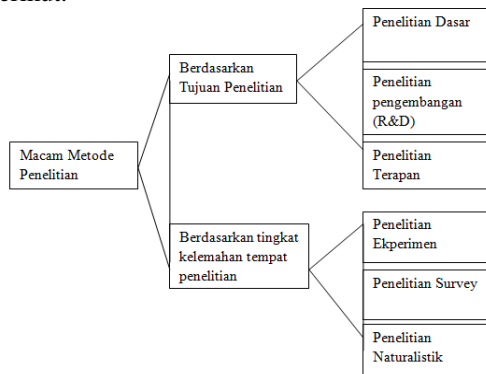 Penelitian Dasar
Berdasarkan
Tujuan Penelitian
Penelitian
pengembangan
(R&D)
Macam Metode
Penelitian
Penelitian
Terapan
Berdasarkan tingkat
kelemahan tempat
penelitian
Penelitian
Ekperimen
Penelitian Survey
Penelitian
Naturalistik